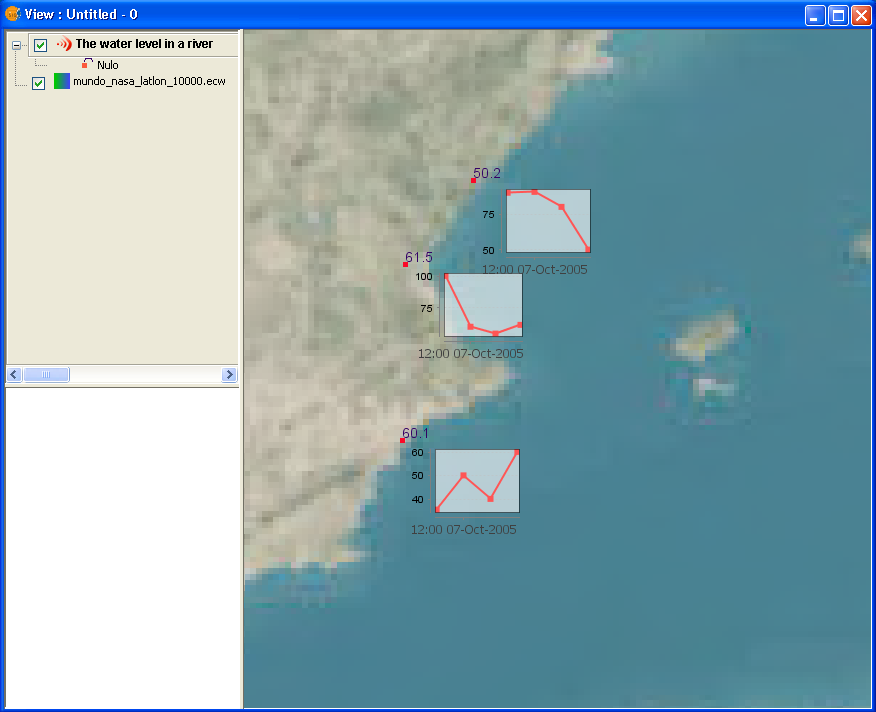 View : Untitled - 0
The water level in a river
Nulo
mundo_nasa_latlon_10000.ecw
50.2
75
50
12:00 07-Oct-2005
61.5
100
75
12:00 07-Oct-2005
60.1
60
50
40
12:00 07-Oct-2005